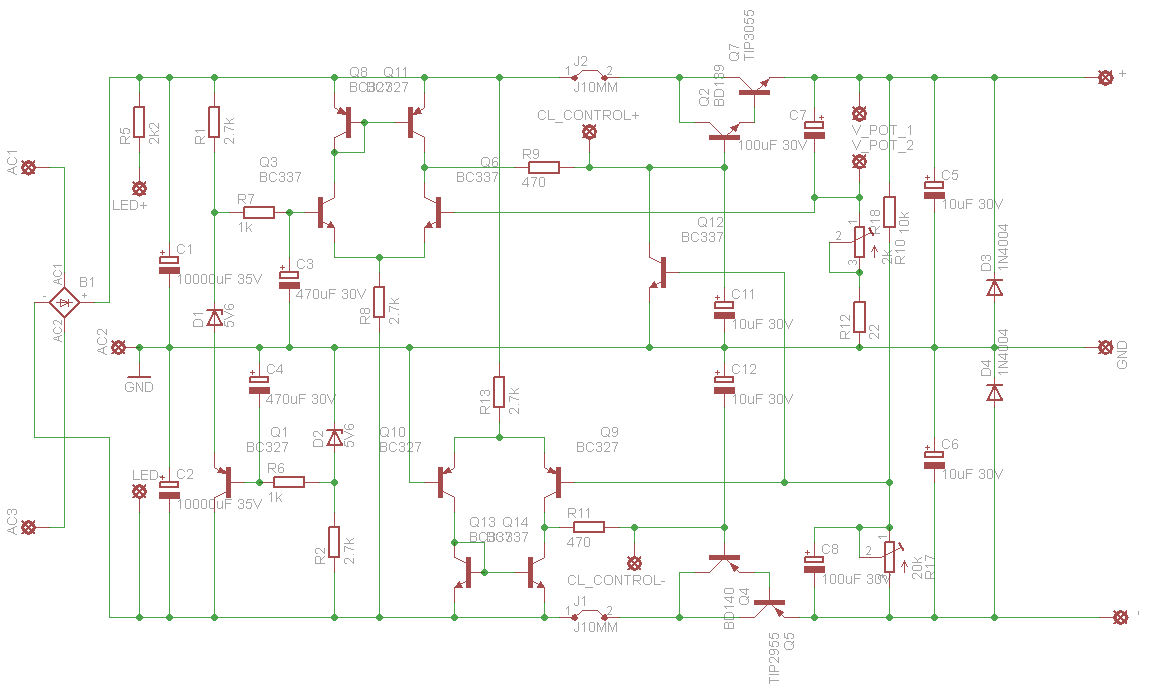 TIP3055
Q7
J2
1
2
J10MM
BD139
Q2
Q8
Q11
BC327
R5
2K2
R1
2.7k
CL_CONTROL+
C7
+
100uF 30V
V_POT_1
V_POT_2
+
AC1
LED+
Q3
BC337
R7
1k
Q6
BC337
R9
470
Q12
BC337
C5
+
10uF 30V
R18
2k
1
2
3
R10
10k
C1
+
10000uF 35V
C3
+
470uF 30V
R8
2.7k
B1
AC1
AC2
-
+
D1
5V6
C11
+
10uF 30V
R12
22
D3
1N4004
AC2
GND
GND
C4
+
470uF 30V
R13
2.7k
C12
+
10uF 30V
D4
1N4004
Q1
BC327
D2
5V6
Q10
BC327
Q9
BC327
R6
1k
C6
+
10uF 30V
LED-
C2
+
10000uF 35V
AC3
R2
2.7k
Q13
Q14
BC337
R11
470
CL_CONTROL-
C8
+
100uF 30V
1
2
3
20k
R17
J1
1
2
J10MM
BD140
Q4
TIP2955
Q5
-